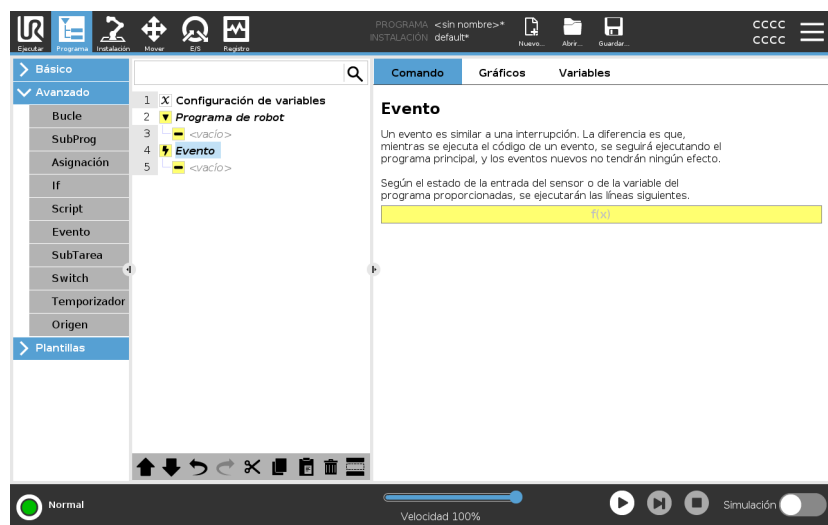 PROGRAMA <sin nombre>*
INSTALACIÓN default*
Ejecutar Programa Instalación Mover E/S Registro Nuevo... Abrir... Guardar...
CCCC
CCCC
Básico
Avanzado
Bucle
SubProg
Asignación
If
Script
Evento
SubTarea
Switch
Temporizador
Origen
Plantillas
1 X Configuración de variables
2 Programa de robot
3 <vacío>
4 Evento
5 <vacío>
Comando Gráficos Variables
Evento
Un evento es similar a una interrupción. La diferencia es que,
mientras se ejecuta el código de un evento, se seguirá ejecutando el
programa principal, y los eventos nuevos no tendrán ningún efecto.
Según el estado de la entrada del sensor o de la variable del
programa proporcionadas, se ejecutarán las líneas siguientes.
f(x)
Normal
Velocidad 100%
Simulación